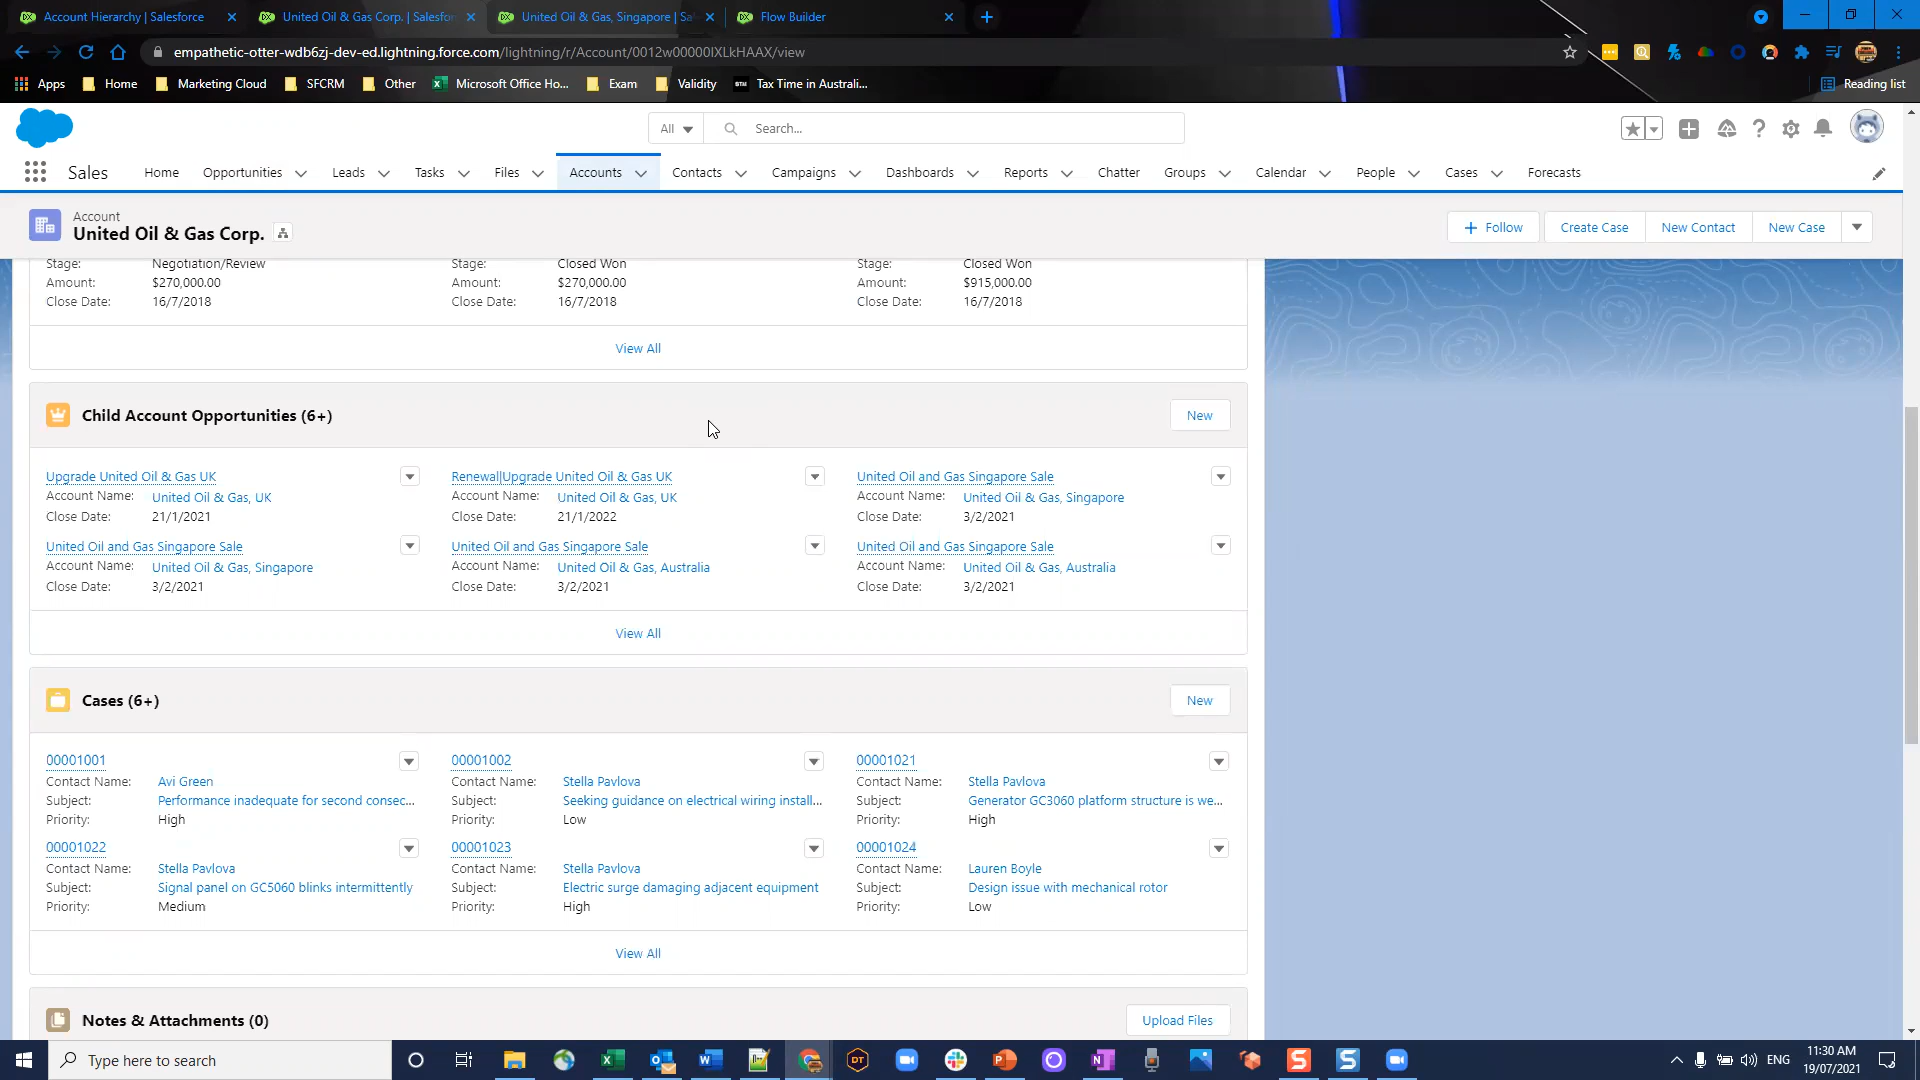 Account Hierarchy | Salesforce
United Oil & Gas Corp. | Salesfor
United Oil & Gas, Singapore | Sa
Flow Builder
empathetic-otter-wdb6zj-dev-ed.lightning.force.com/lightning/r/Account/0012w00000IXLkHAAX/view
Apps
Home
Marketing Cloud
SFCRM
Other
Microsoft Office Ho...
Exam
Validity
Tax Time in Australi...
Reading list
All
Search...
Sales
Home
Opportunities
Leads
Tasks
Files
Accounts
Contacts
Campaigns
Dashboards
Reports
Chatter
Groups
Calendar
People
Cases
Forecasts
Account
United Oil & Gas Corp.
Follow
Create Case
New Contact
New Case
Stage: Negotiation/Review
Amount: $270,000.00
Close Date: 16/7/2018
Stage: Closed Won
Amount: $270,000.00
Close Date: 16/7/2018
Stage: Closed Won
Amount: $915,000.00
Close Date: 16/7/2018
View All
Child Account Opportunities (6+)
New
Upgrade United Oil & Gas UK
Account Name: United Oil & Gas, UK
Close Date: 21/1/2021
Renewal|Upgrade United Oil & Gas UK
Account Name: United Oil & Gas, UK
Close Date: 21/1/2022
United Oil and Gas Singapore Sale
Account Name: United Oil & Gas, Singapore
Close Date: 3/2/2021
United Oil and Gas Singapore Sale
Account Name: United Oil & Gas, Singapore
Close Date: 3/2/2021
United Oil and Gas Singapore Sale
Account Name: United Oil & Gas, Australia
Close Date: 3/2/2021
United Oil and Gas Singapore Sale
Account Name: United Oil & Gas, Australia
Close Date: 3/2/2021
View All
Cases (6+)
New
00001001
Contact Name: Avi Green
Subject: Performance inadequate for second consec...
Priority: High
00001002
Contact Name: Stella Pavlova
Subject: Seeking guidance on electrical wiring install...
Priority: Low
00001021
Contact Name: Stella Pavlova
Subject: Generator GC3060 platform structure is we...
Priority: High
00001022
Contact Name: Stella Pavlova
Subject: Signal panel on GC5060 blinks intermittently
Priority: Medium
00001023
Contact Name: Stella Pavlova
Subject: Electric surge damaging adjacent equipment
Priority: High
00001024
Contact Name: Lauren Boyle
Subject: Design issue with mechanical rotor
Priority: Low
View All
Notes & Attachments (0)
Upload Files
Type here to search
ENG
11:30 AM
19/07/2021